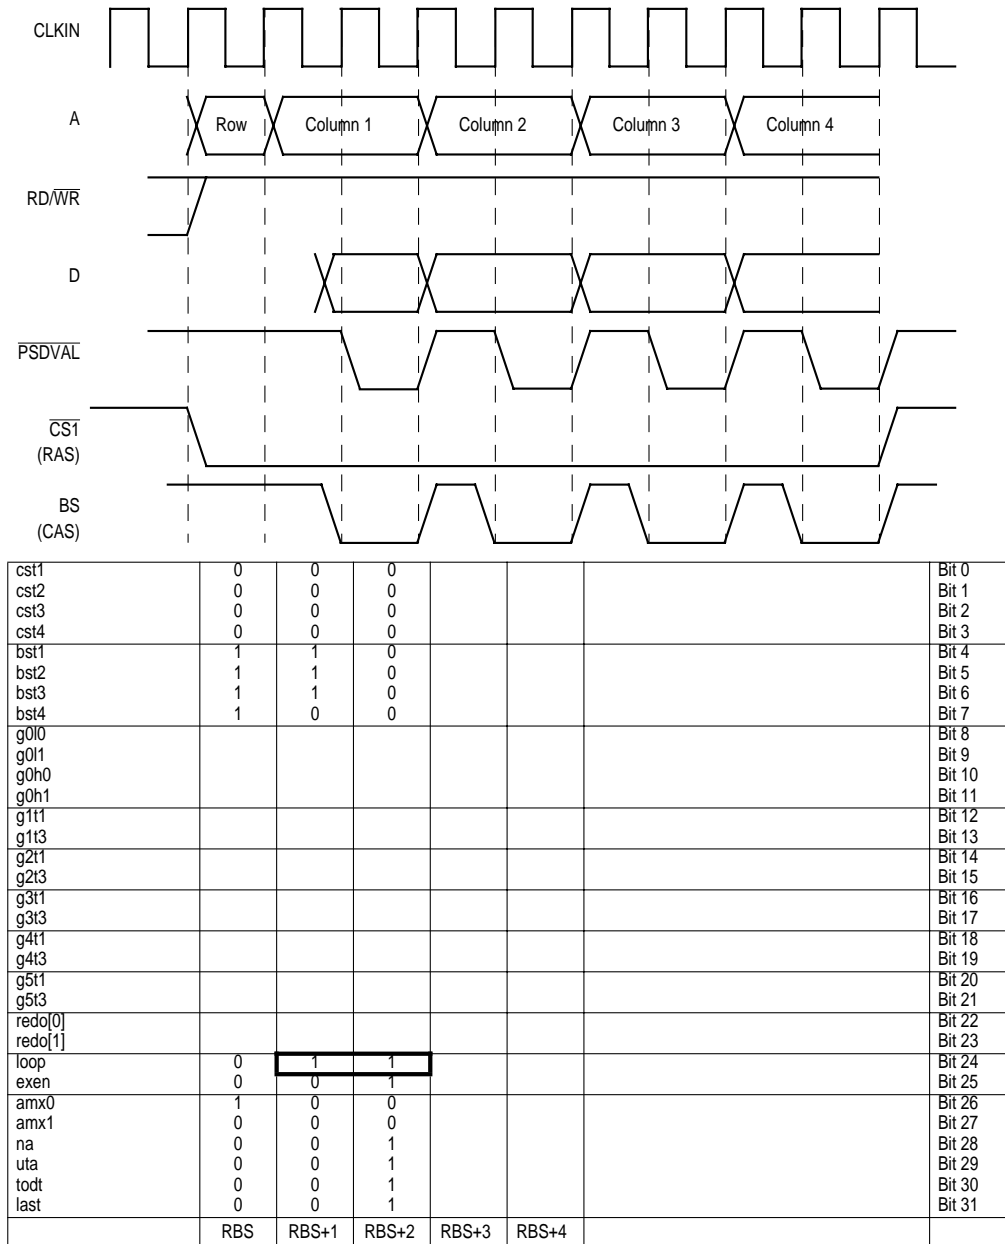 CLKIN
A
Row Column 1 Column 2 Column 3 Column 4
RD/WR
D
PSDVAL
CS1
(RAS)
BS
(CAS)
cst1 0 0 0 Bit 0
cst2 0 0 0 Bit 1
cst3 0 0 0 Bit 2
cst4 0 0 0 Bit 3
bst1 1 1 0 Bit 4
bst2 1 1 0 Bit 5
bst3 1 1 0 Bit 6
bst4 1 0 0 Bit 7
g0l0 Bit 8
g0l1 Bit 9
g0h0 Bit 10
g0h1 Bit 11
g1t1 Bit 12
g1t3 Bit 13
g2t1 Bit 14
g2t3 Bit 15
g3t1 Bit 16
g3t3 Bit 17
g4t1 Bit 18
g4t3 Bit 19
g5t1 Bit 20
g5t3 Bit 21
redo[0] Bit 22
redo[1] Bit 23
loop 0 1 1 Bit 24
exen 0 0 1 Bit 25
amx0 1 0 0 Bit 26
amx1 0 0 0 Bit 27
na 0 0 1 Bit 28
uta 0 0 1 Bit 29
todt 0 0 1 Bit 30
last 0 0 1 Bit 31
RBS RBS+1 RBS+2 RBS+3 RBS+4